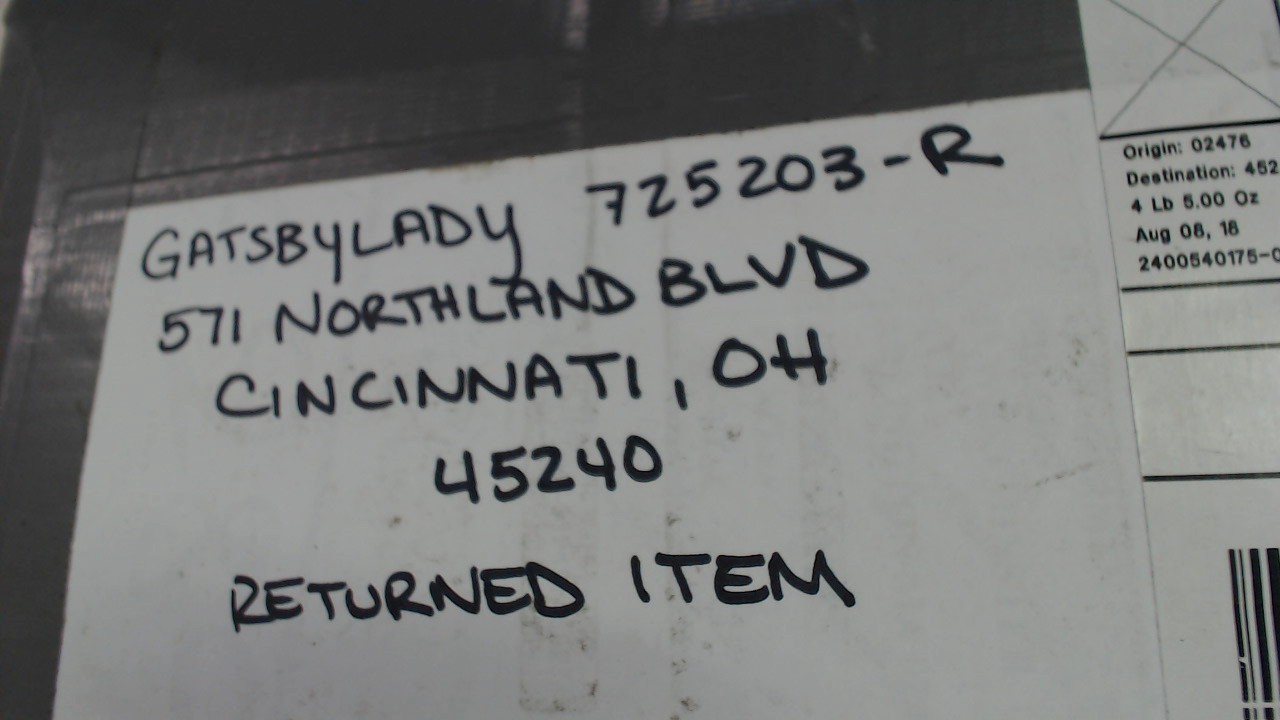 GATSBYLADY 725203-R
571 NORTHLAND BLVD
CINCINNATI, OH
45240
RETURNED ITEM
Origin: 02476
Destination: 452
4 Lb 5.00 Oz
Aug 08, 18
2400540175-0